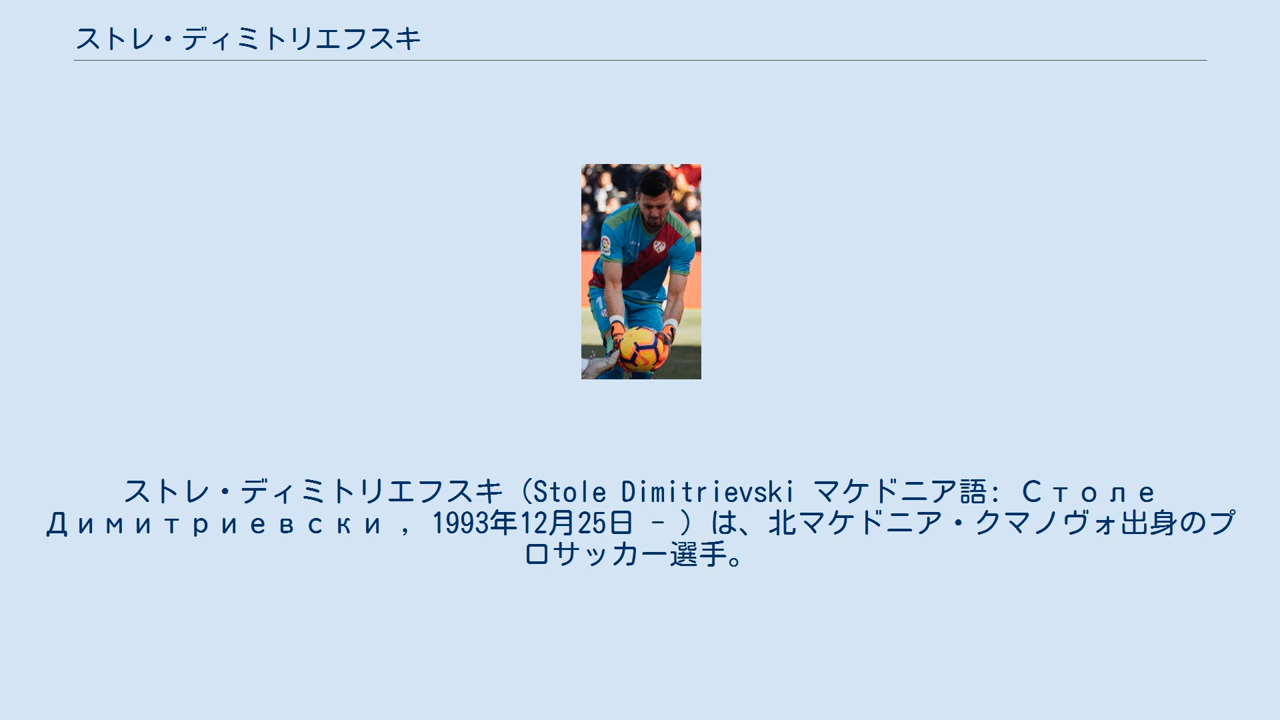 ストレ・ディミトリエフスキ
ストレ・ディミトリエフスキ（Stole Dimitrievski マケドニア語: Столе
Димитриевски , 1993年12月25日 - ）は、北マケドニア・クマノヴォ出身のプ
ロサッカー選手。